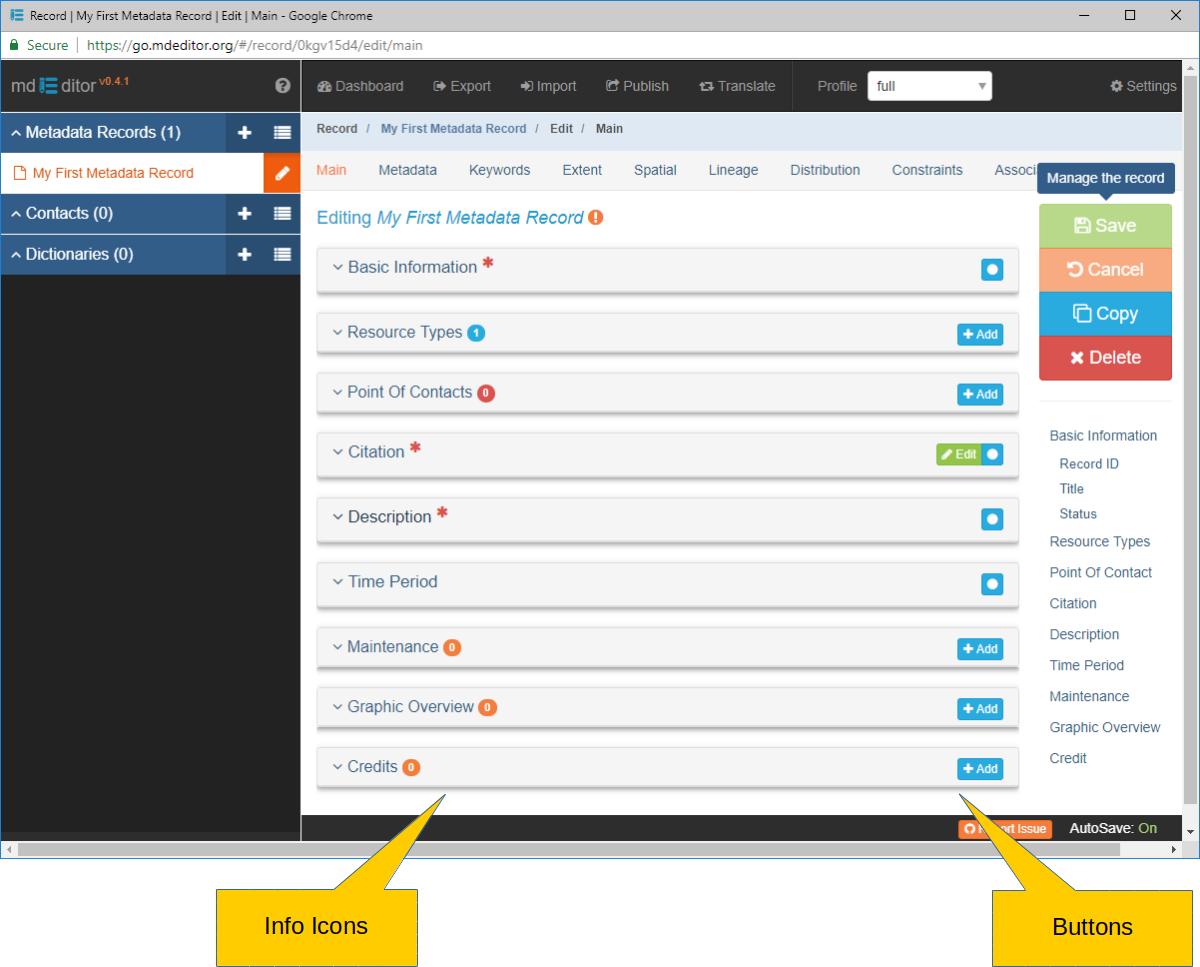 Record | My First Metadata Record | Edit | Main - Google Chrome
Secure | https://go.mdeditor.org/#/record/0kgv15d4/edit/main
md ditor v0.4.1
Dashboard Export Import Publish Translate Profile full Settings
Metadata Records (1)
My First Metadata Record
Contacts (0)
Dictionaries (0)
Record / My First Metadata Record / Edit / Main
Main Metadata Keywords Extent Spatial Lineage Distribution Constraints Associ
Manage the record
Editing My First Metadata Record
Save
Cancel
Copy
Delete
Basic Information *
Resource Types 1 Add
Point Of Contacts 0 Add
Citation * Edit
Description *
Time Period
Maintenance 0 Add
Graphic Overview 0 Add
Credits 0 Add
Basic Information
Record ID
Title
Status
Resource Types
Point Of Contact
Citation
Description
Time Period
Maintenance
Graphic Overview
Credit
Issue AutoSave: On
Info Icons
Buttons